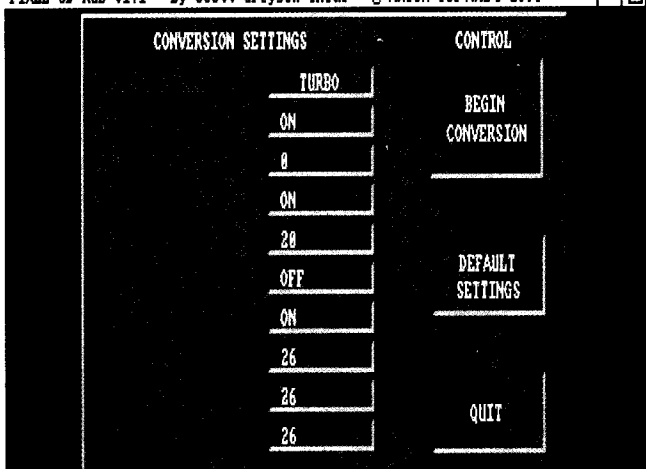 CONVERSION SETTINGS
CONTROL
TURBO
ON
0
ON
20
OFF
ON
26
26
26
BEGIN
CONVERSION
DEFAULT
SETTINGS
QUIT